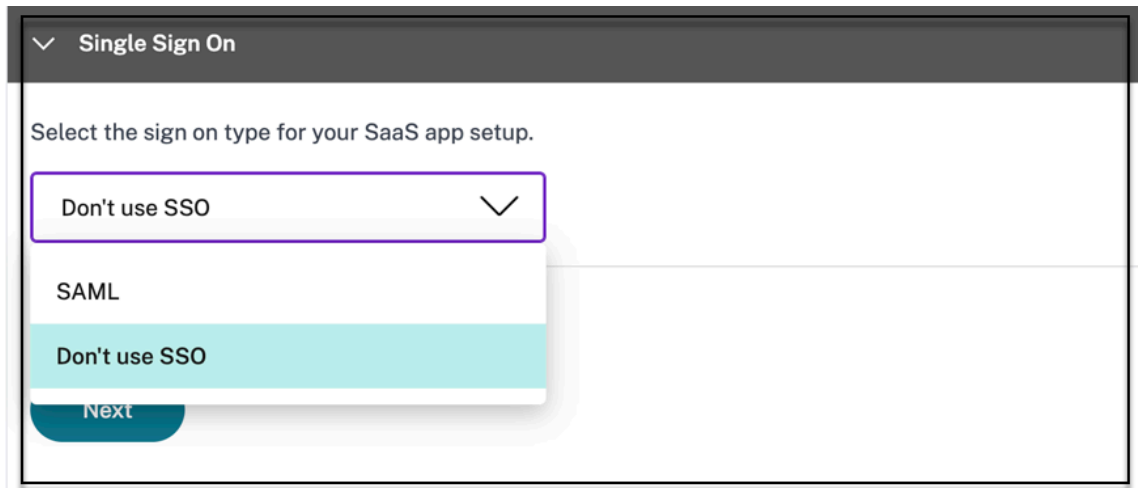 Single Sign On
Select the sign on type for your SaaS app setup.
Don't use SSO
SAML
Don't use SSO
Next